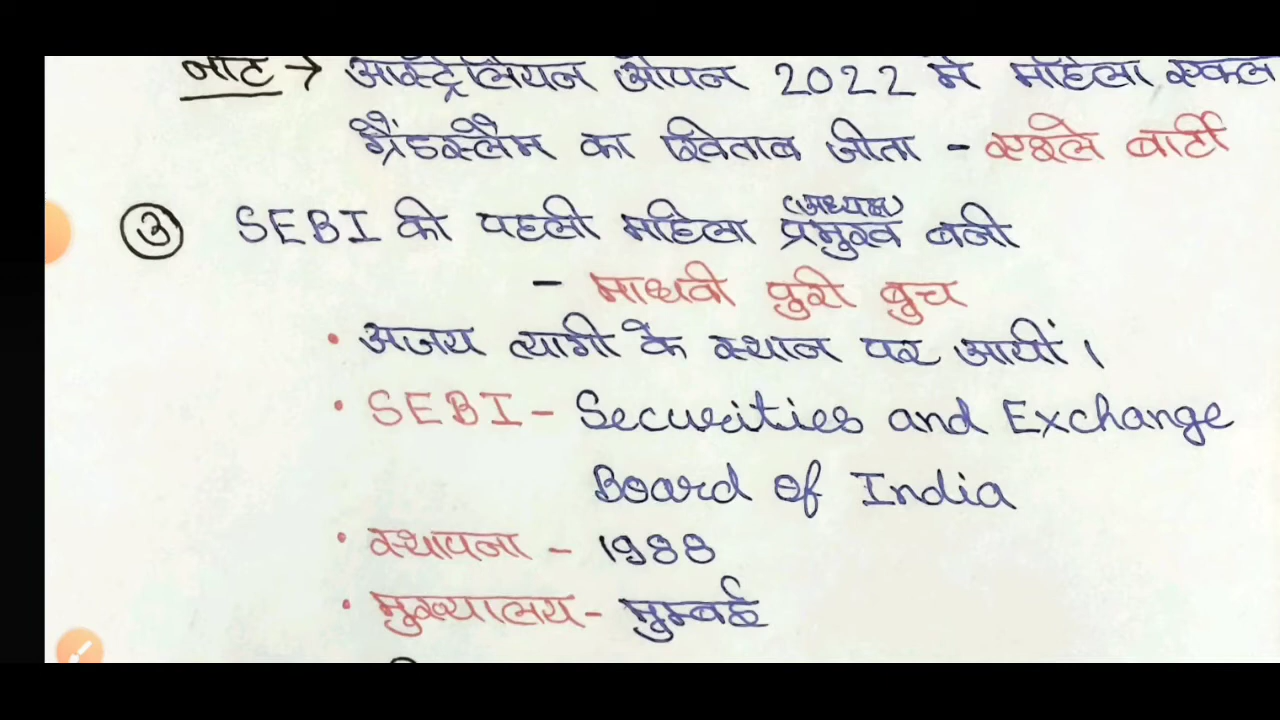 नोट → ऑस्ट्रेलियन ओपन 2022 में महिला एकल
ग्रैंडस्लैम का खिताब जीता - एश्ले बार्टी
③ SEBI की पहली महिला प्रमुख (अध्यक्ष) बनी
- माधवी पुरी बुच
• अजय त्यागी के स्थान पर आयीं।
• SEBI - Securities and Exchange
Board of India
• स्थापना - 1988
• मुख्यालय - मुम्बई